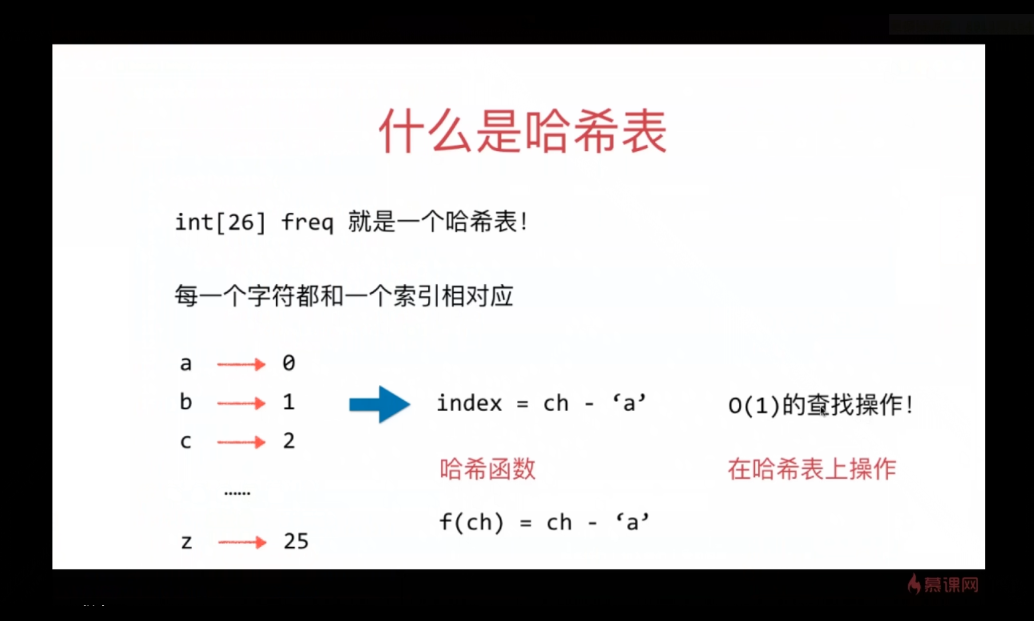 什么是哈希表
int[26] freq 就是一个哈希表!
每一个字符都和一个索引相对应
a 0
b 1
c 2
......
z 25
index = ch - ‘a’
哈希函数
f(ch) = ch - ‘a’
O(1)的查找操作!
在哈希表上操作
慕课网